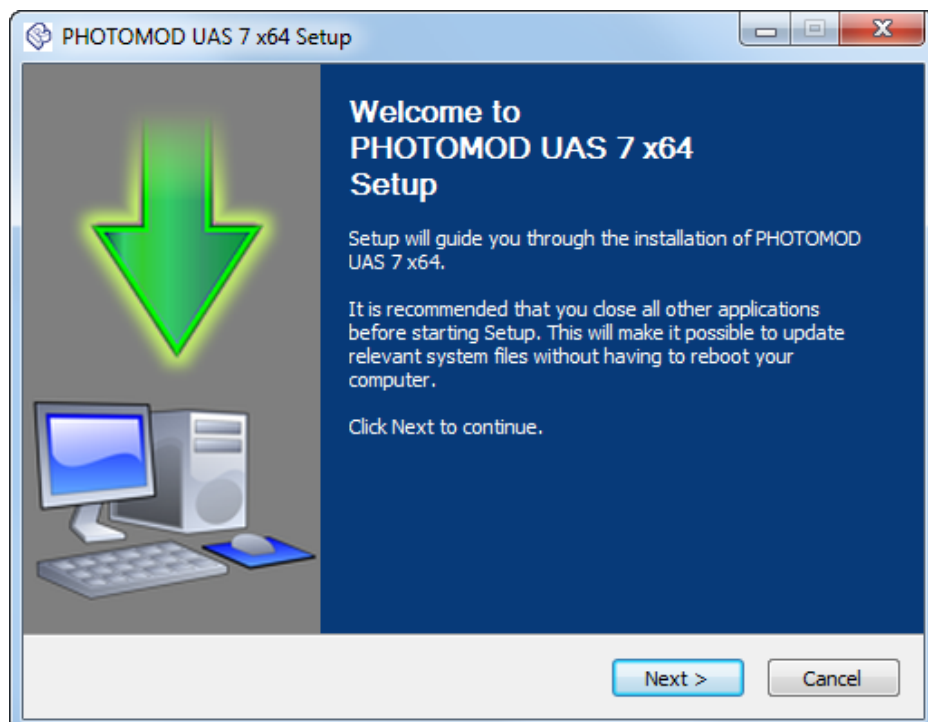 PHOTOMOD UAS 7 x64 Setup
Welcome to
PHOTOMOD UAS 7 x64
Setup
Setup will guide you through the installation of PHOTOMOD
UAS 7 x64.
It is recommended that you close all other applications
before starting Setup. This will make it possible to update
relevant system files without having to reboot your
computer.
Click Next to continue.
Next > Cancel